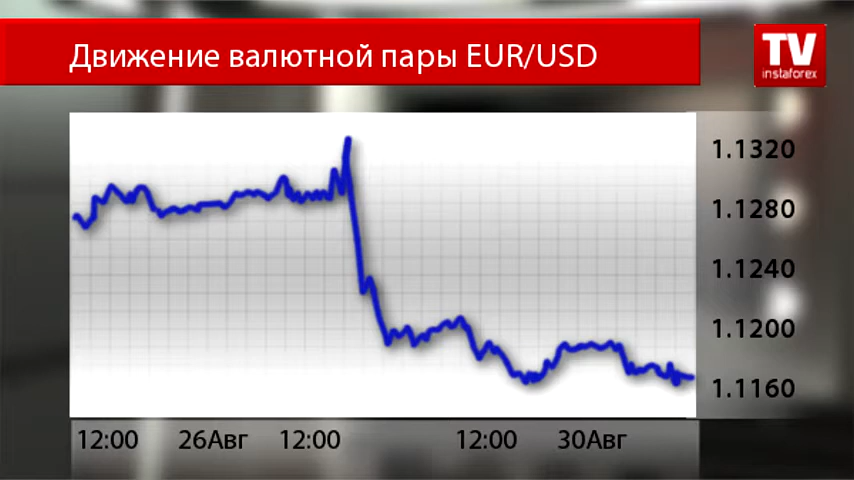 Движение валютной пары EUR/USD
TV
instaforex
1.1320
1.1280
1.1240
1.1200
1.1160
12:00 26Авг 12:00 12:00 30Авг